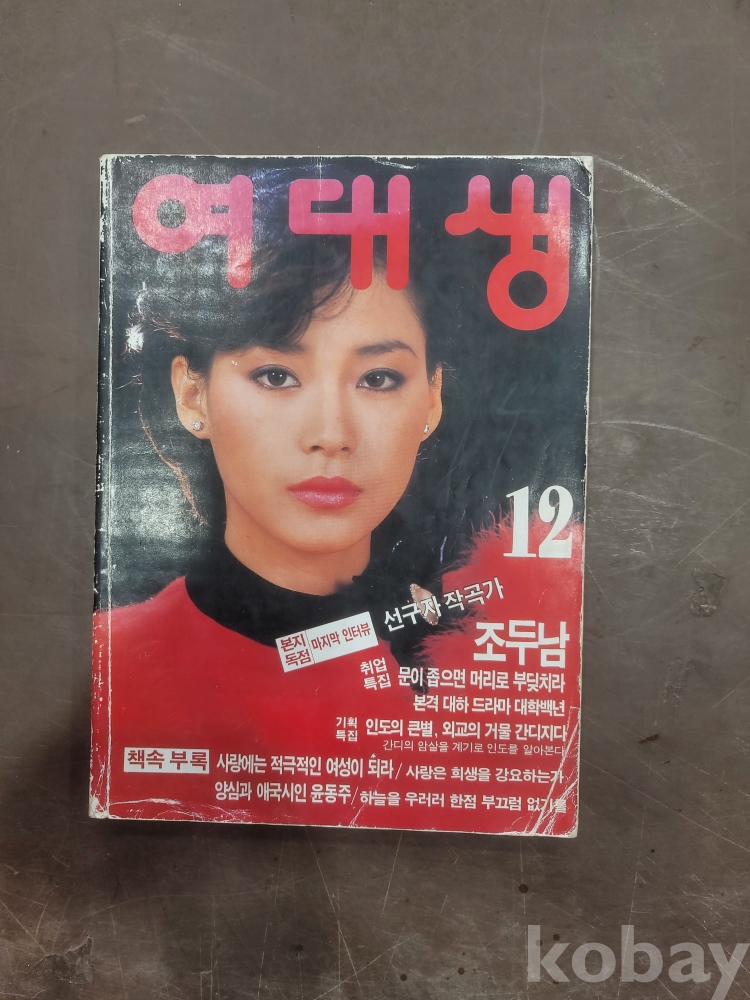 여대생
12
본지 독점 마지막 인터뷰 선구자 작곡가
조두남
취업 특집 문이 좁으면 머리로 부딪치라
본격 대하 드라마 대학백년
기획 특집 인도의 큰별, 외교의 거물 간디지다
간디의 암살을 계기로 인도를 알아본다
책속 부록 사랑에는 적극적인 여성이 되라/사랑은 희생을 강요하는가
양심과 애국시인 윤동주/하늘을 우러러 한점 부끄럼 없기를
kobay